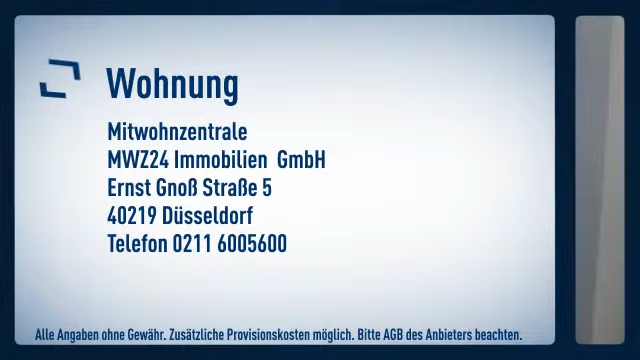 Wohnung
Mitwohnzentrale
MWZ24 Immobilien GmbH
Ernst Gnoß Straße 5
40219 Düsseldorf
Telefon 0211 6005600
Alle Angaben ohne Gewähr. Zusätzliche Provisionskosten möglich. Bitte AGB des Anbieters beachten.